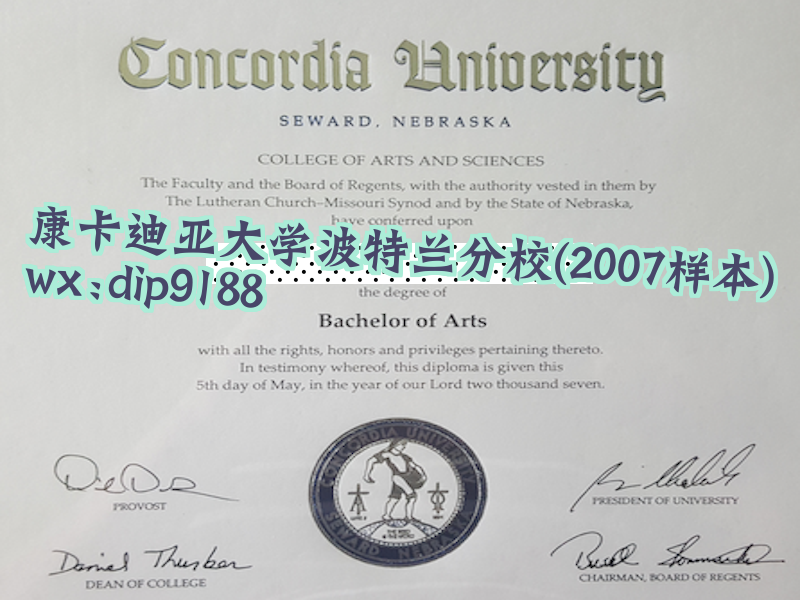 Concordia University
SEWARD, NEBRASKA
COLLEGE OF ARTS AND SCIENCES
The Faculty and the Board of Regents, with the authority vested in them by
The Lutheran Church–Missouri Synod and by the State of Nebraska,
have conferred upon
康卡迪亚大学波特兰分校(2007样本)
wx:dip9188
the degree of
Bachelor of Arts
with all the rights, honors and privileges pertaining thereto.
In testimony whereof, this diploma is given this
5th day of May, in the year of our Lord two thousand seven.
CONCORDIA UNIVERSITY
SEWARD NEBRASKA
PROVOST
PRESIDENT OF UNIVERSITY
Daniel Thurber
DEAN OF COLLEGE
CHAIRMAN, BOARD OF REGENTS